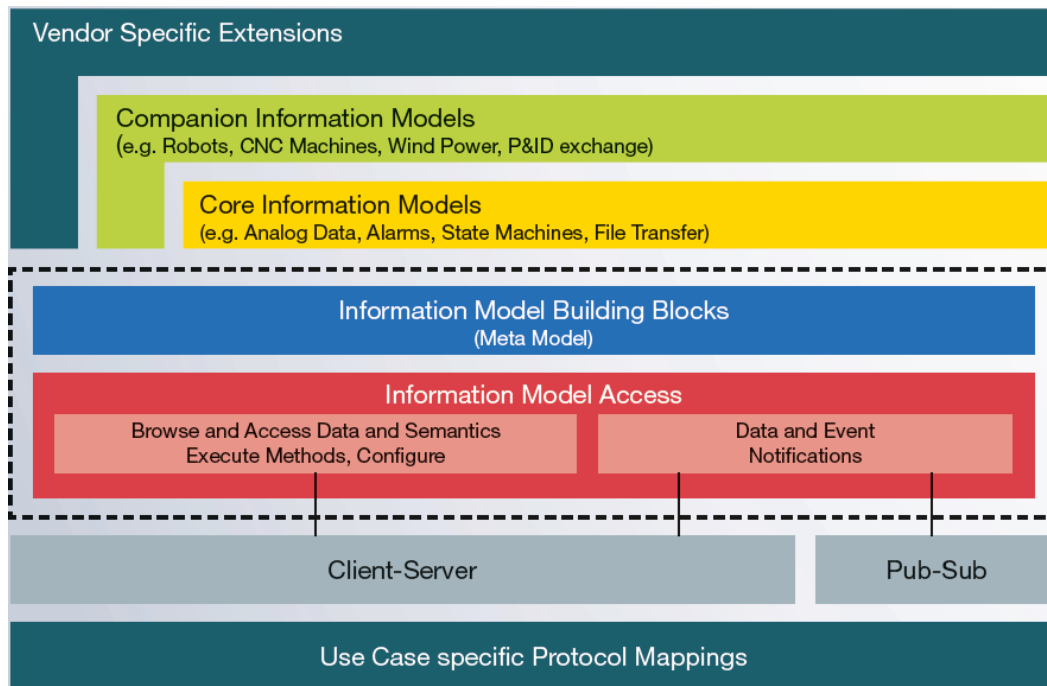 Vendor Specific Extensions
Companion Information Models
(e.g. Robots, CNC Machines, Wind Power, P&ID exchange)
Core Information Models
(e.g. Analog Data, Alarms, State Machines, File Transfer)
Information Model Building Blocks
(Meta Model)
Information Model Access
Browse and Access Data and Semantics
Execute Methods, Configure
Data and Event
Notifications
Client-Server
Pub-Sub
Use Case specific Protocol Mappings